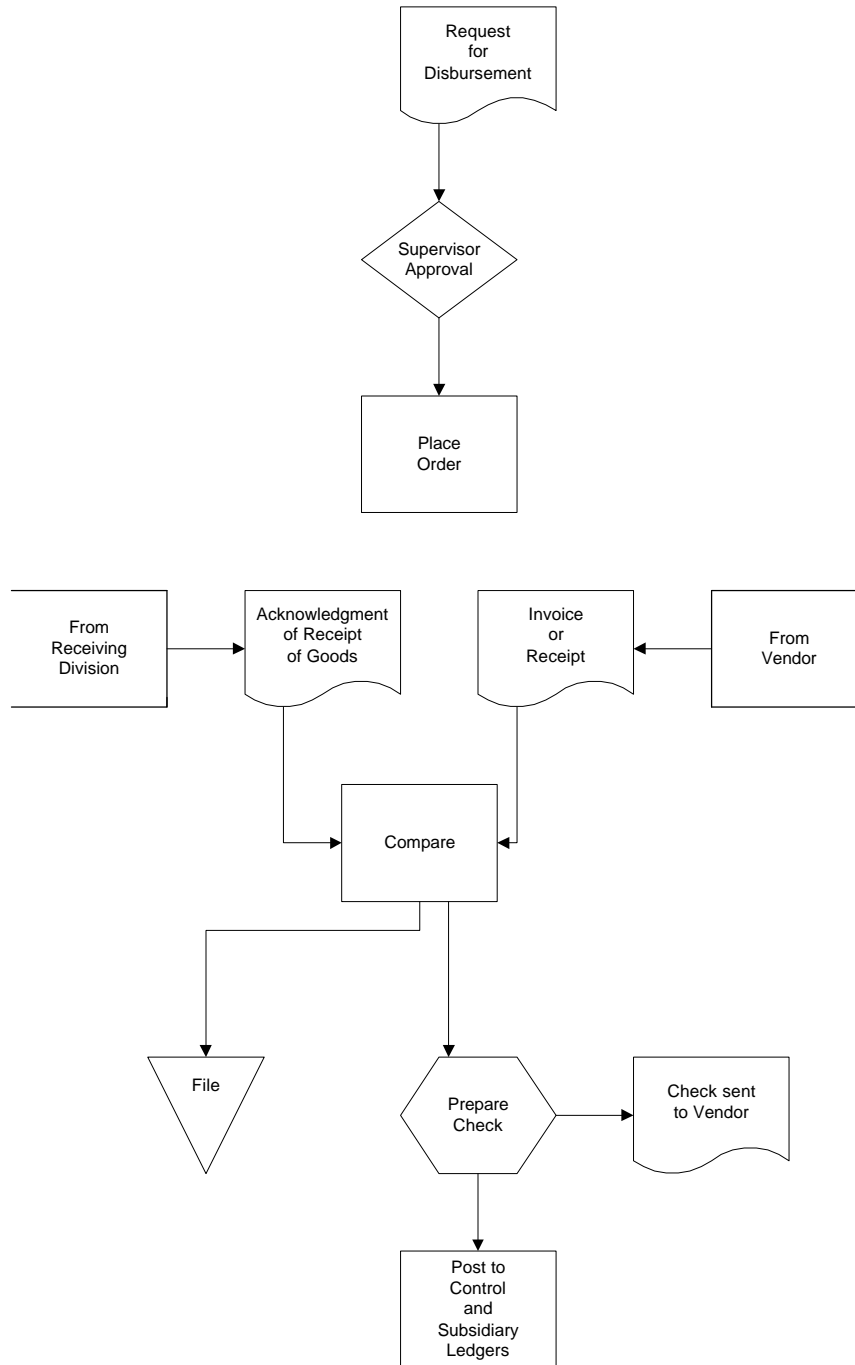 Request
for
Disbursement
Supervisor
Approval
Place
Order
From
Receiving
Division
Acknowledgment
of Receipt
of Goods
Invoice
or
Receipt
From
Vendor
Compare
File
Prepare
Check
Check sent
to Vendor
Post to
Control
and
Subsidiary
Ledgers